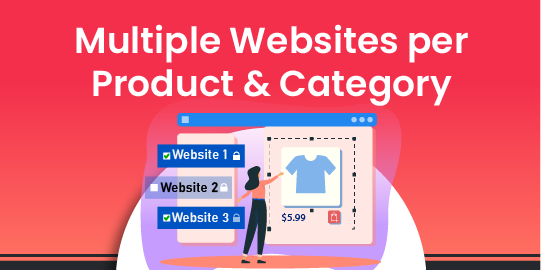 Multiple Websites per
Product & Category
Website 1
Website 2
Website 3
$5.99